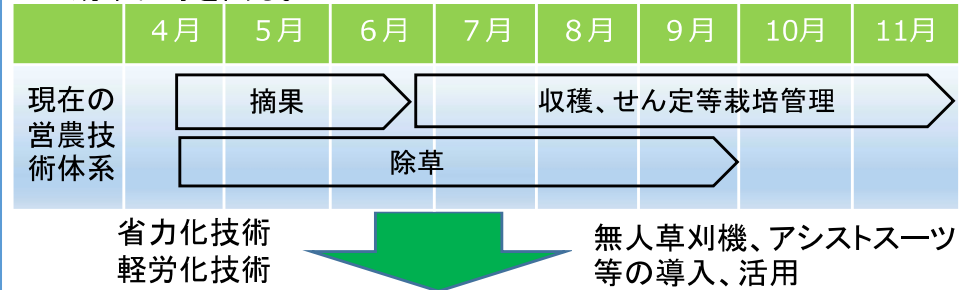 4月 5月 6月 7月 8月 9月 10月 11月
現在の
営農技
術体系
摘果
収穫、せん定等栽培管理
除草
省力化技術
軽労化技術
無人草刈機、アシストスーツ
等の導入、活用